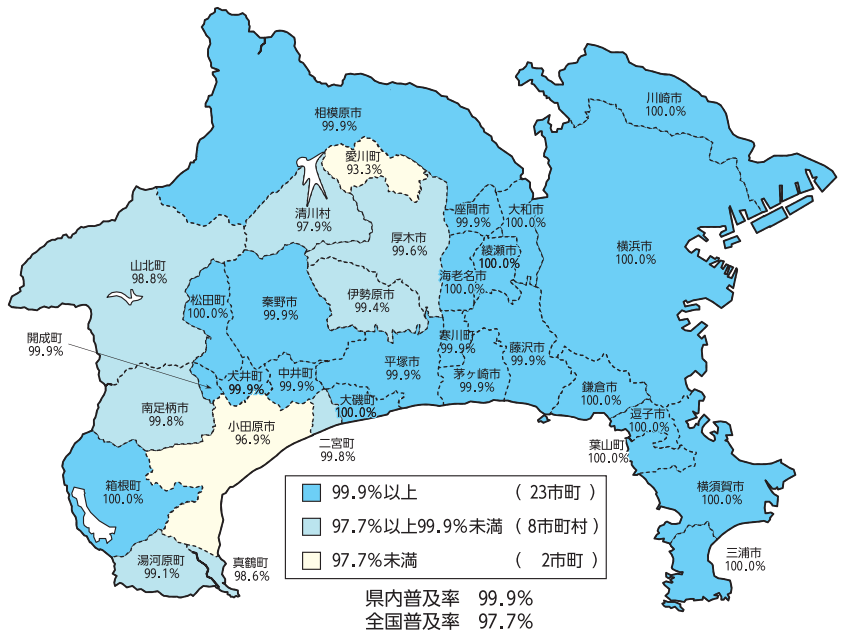 相模原市
99.9%
川崎市
100.0%
愛川町
93.3%
清川村
97.9%
座間市
99.9%
大和市
100.0%
厚木市
99.6%
綾瀬市
100.0%
横浜市
100.0%
山北町
98.8%
海老名市
100.0%
松田町
100.0%
秦野市
99.9%
伊勢原市
99.4%
開成町
99.9%
寒川町
99.9%
藤沢市
99.9%
大井町
99.9%
中井町
99.9%
平塚市
99.9%
茅ヶ崎市
99.9%
鎌倉市
100.0%
南足柄市
99.8%
大磯町
100.0%
逗子市
100.0%
小田原市
96.9%
二宮町
99.8%
葉山町
100.0%
箱根町
100.0%
横須賀市
100.0%
湯河原町
99.1%
真鶴町
98.6%
三浦市
100.0%
99.9%以上 ( 23市町 )
97.7%以上99.9%未満 ( 8市町村 )
97.7%未満 ( 2市町 )
県内普及率 99.9%
全国普及率 97.7%